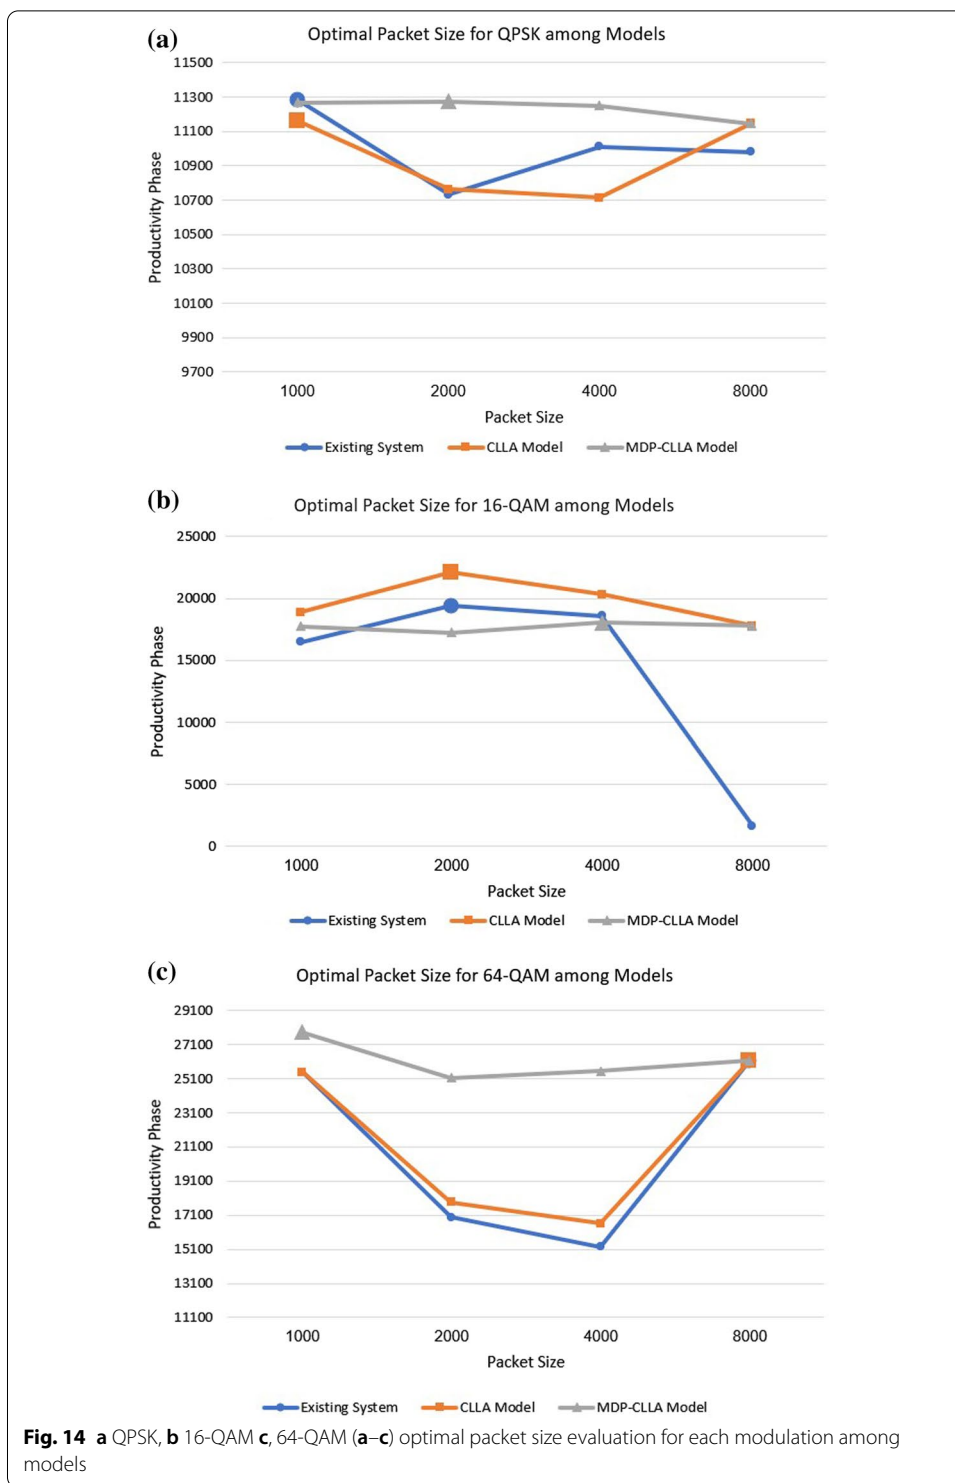 (a)
Optimal Packet Size for QPSK among Models
11500
11300
11100
10900
10700
10500
10300
10100
9900
9700
Productivity Phase
1000 2000 4000 8000
Packet Size
Existing System CLLA Model MDP-CLLA Model
(b)
Optimal Packet Size for 16-QAM among Models
25000
20000
15000
10000
5000
0
Productivity Phase
1000 2000 4000 8000
Packet Size
Existing System CLLA Model MDP-CLLA Model
(c)
Optimal Packet Size for 64-QAM among Models
29100
27100
25100
23100
21100
19100
17100
15100
13100
11100
Productivity Phase
1000 2000 4000 8000
Packet Size
Existing System CLLA Model MDP-CLLA Model
Fig. 14 a QPSK, b 16-QAM c, 64-QAM (a–c) optimal packet size evaluation for each modulation among
models